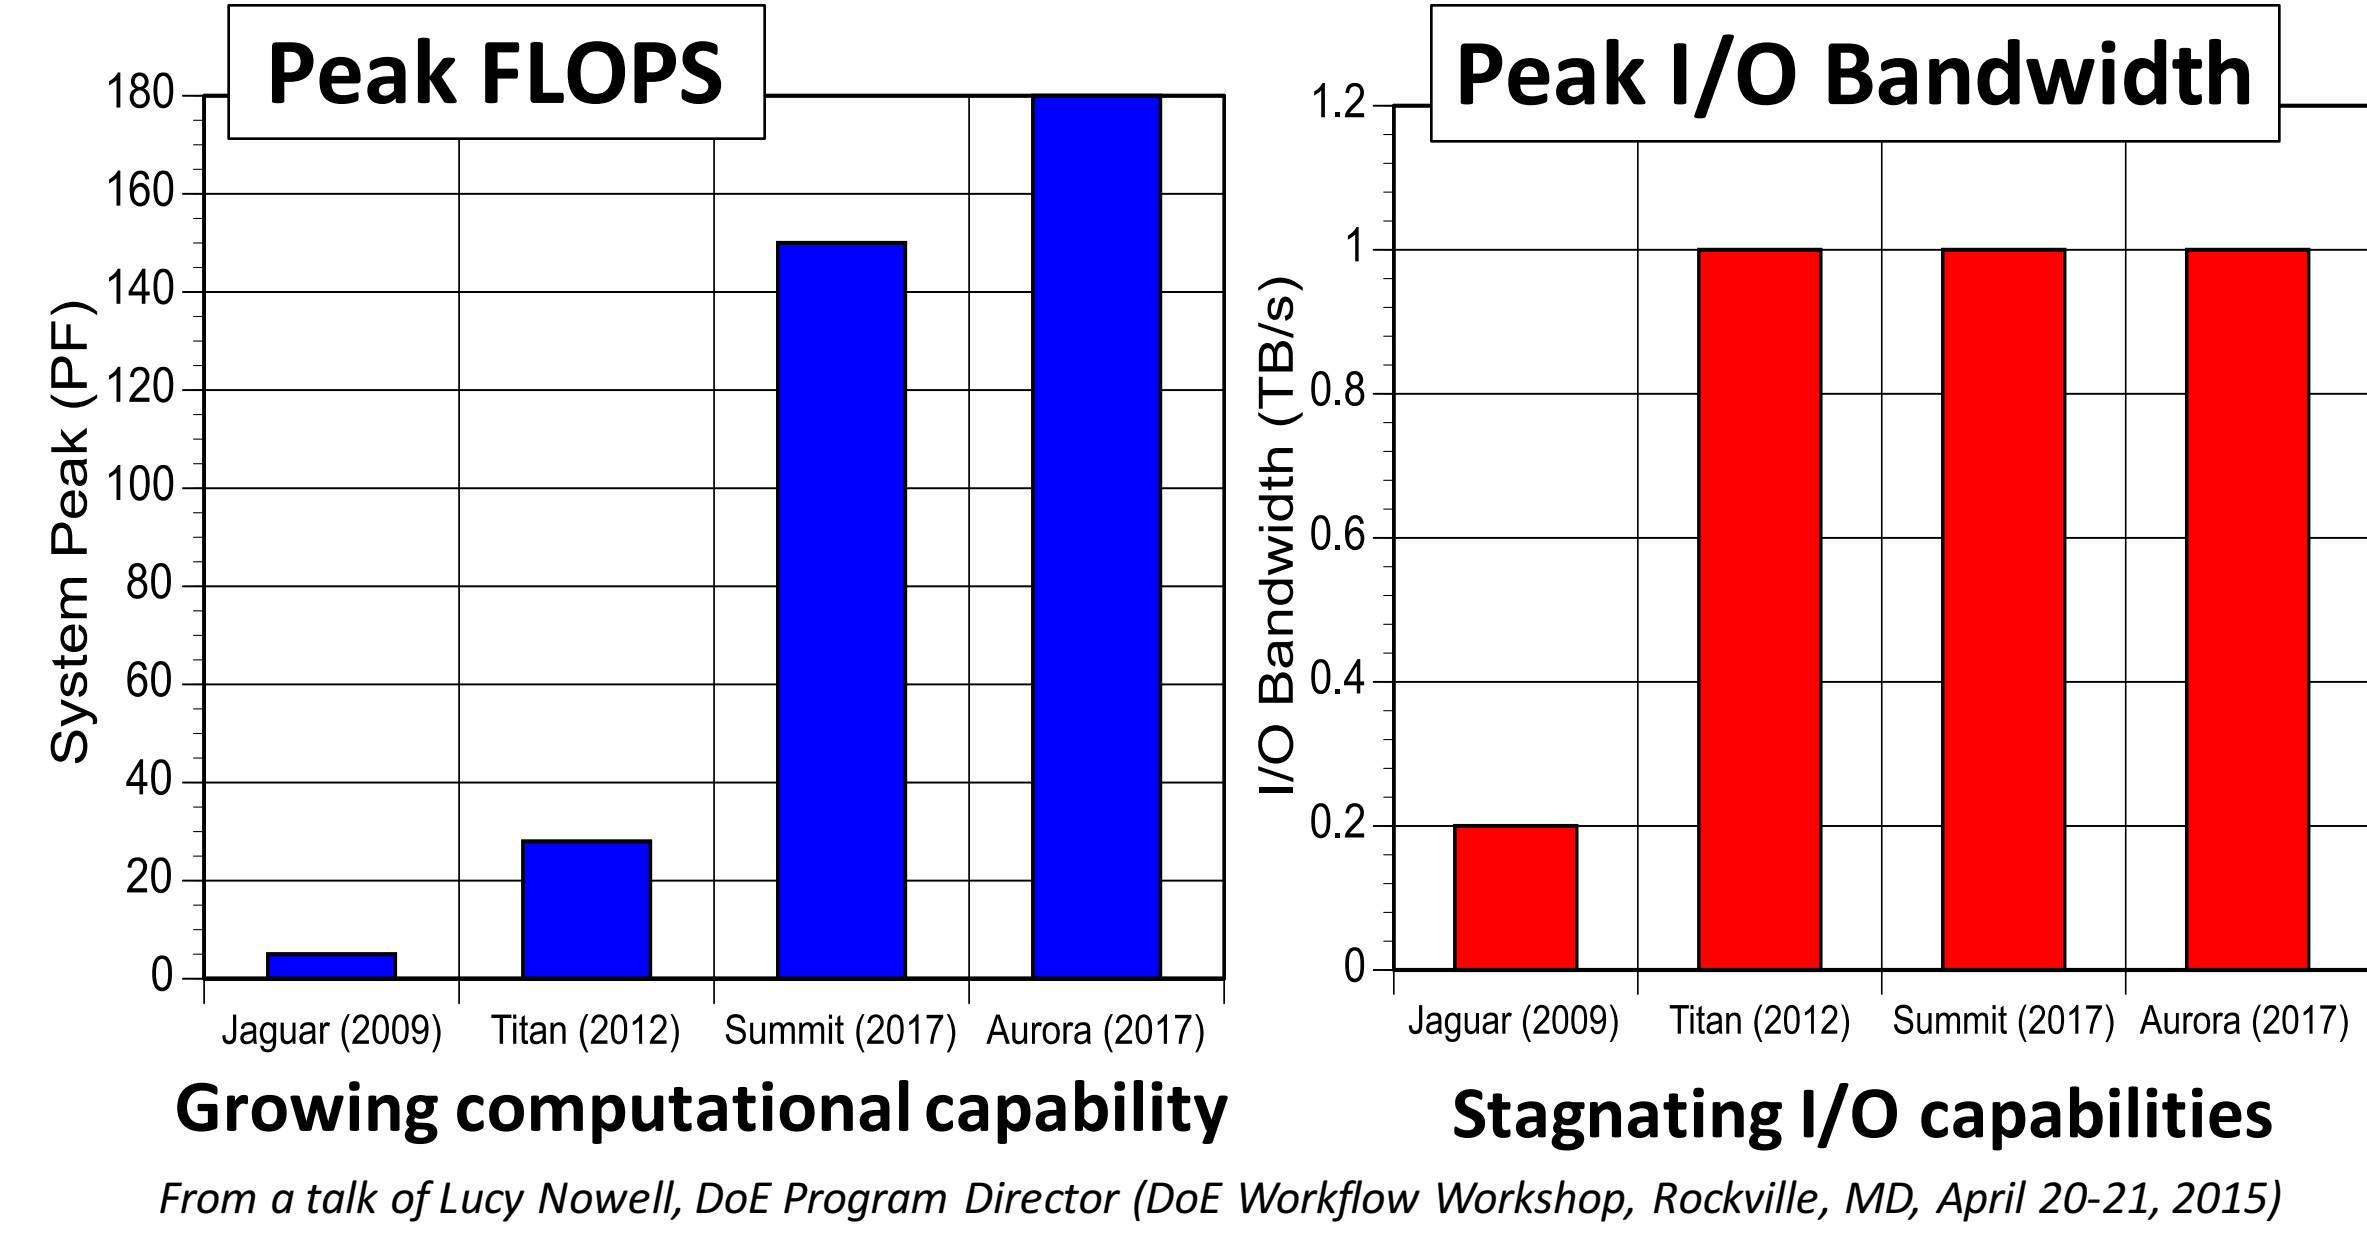 Peak FLOPS
System Peak (PF)
180
160
140
120
100
80
60
40
20
0
Jaguar (2009) Titan (2012) Summit (2017) Aurora (2017)
Growing computational capability
Peak I/O Bandwidth
I/O Bandwidth (TB/s)
1.2
1
0.8
0.6
0.4
0.2
0
Jaguar (2009) Titan (2012) Summit (2017) Aurora (2017)
Stagnating I/O capabilities
From a talk of Lucy Nowell, DoE Program Director (DoE Workflow Workshop, Rockville, MD, April 20-21, 2015)